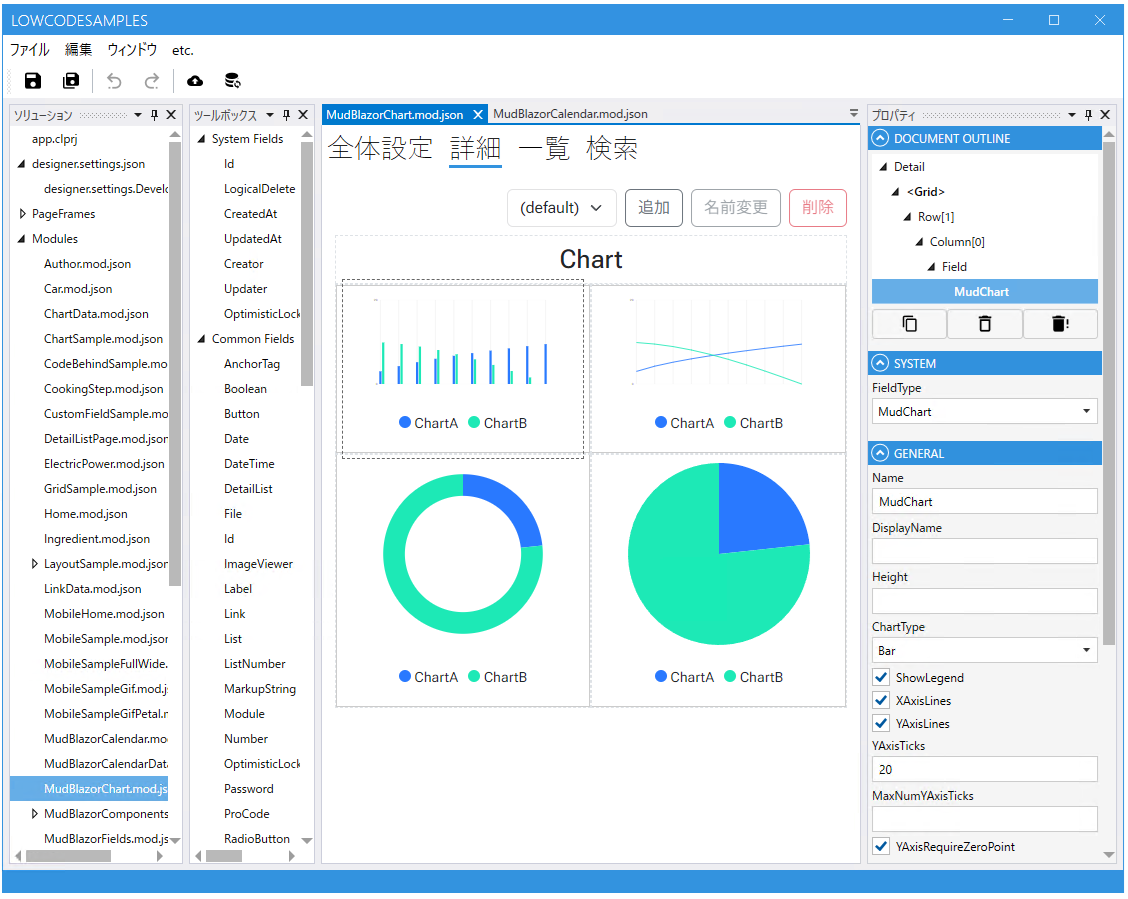 LOWCODESAMPLES
ファイル 編集 ウィンドウ etc.
ソリューション
app.clprj
designer.settings.json
designer.settings.Develo
PageFrames
Modules
Author.mod.json
Car.mod.json
ChartData.mod.json
ChartSample.mod.json
CodeBehindSample.mo
CookingStep.mod.json
CustomFieldSample.mo
DetailListPage.mod.json
ElectricPower.mod.json
GridSample.mod.json
Home.mod.json
Ingredient.mod.json
LayoutSample.mod.json
LinkData.mod.json
MobileHome.mod.json
MobileSample.mod.json
MobileSampleFullWide.
MobileSampleGif.mod.j
MobileSampleGifPetal.m
MudBlazorCalendar.mo
MudBlazorCalendarData
MudBlazorChart.mod.js
MudBlazorComponents
MudBlazorFields.mod.js
ツールボックス
System Fields
Id
LogicalDelete
CreatedAt
UpdatedAt
Creator
Updater
OptimisticLock
Common Fields
AnchorTag
Boolean
Button
Date
DateTime
DetailList
File
Id
ImageViewer
Label
Link
List
ListNumber
MarkupString
Module
Number
OptimisticLock
Password
ProCode
RadioButton
MudBlazorChart.mod.json MudBlazorCalendar.mod.json
全体設定 詳細 一覧 検索
(default) 追加 名前変更 削除
Chart
ChartA ChartB
ChartA ChartB
ChartA ChartB
ChartA ChartB
プロパティ
DOCUMENT OUTLINE
Detail
<Grid>
Row[1]
Column[0]
Field
MudChart
SYSTEM
FieldType
MudChart
GENERAL
Name
MudChart
DisplayName
Height
ChartType
Bar
ShowLegend
XAxisLines
YAxisLines
YAxisTicks
20
MaxNumYAxisTicks
YAxisRequireZeroPoint